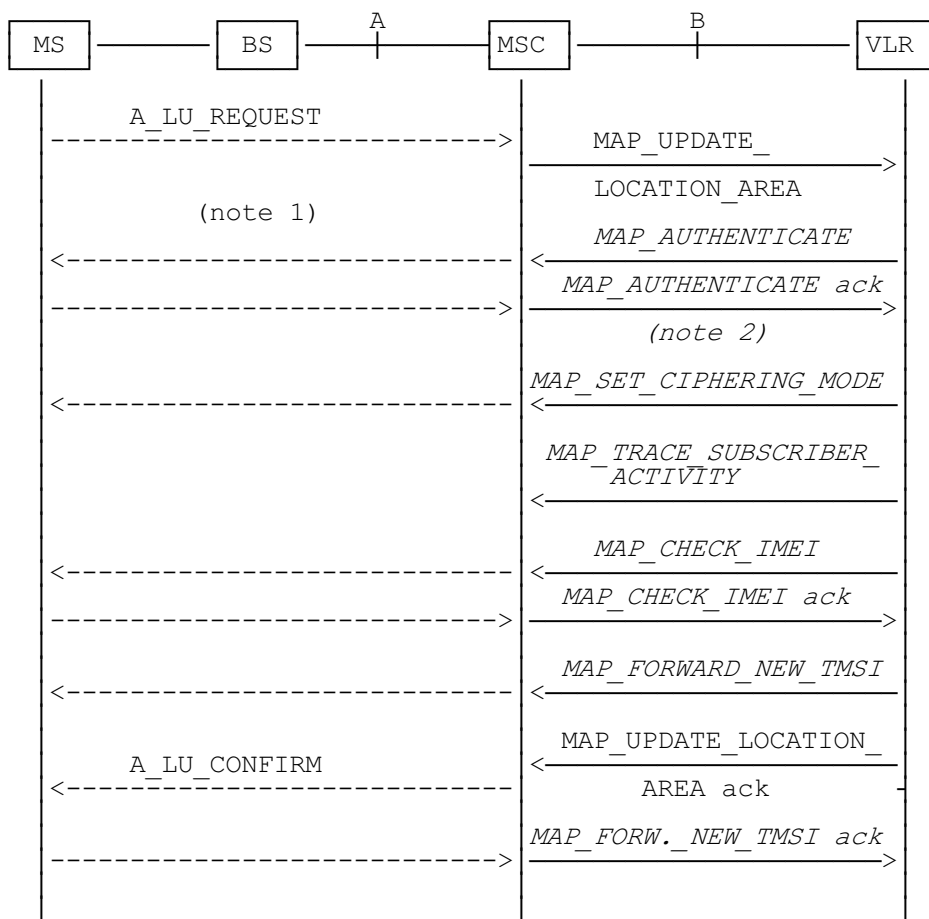 A B
MS BS MSC VLR
A_LU_REQUEST
MAP_UPDATE_
LOCATION_AREA
(note 1)
MAP_AUTHENTICATE
MAP_AUTHENTICATE ack
(note 2)
MAP_SET_CIPHERING_MODE
MAP_TRACE_SUBSCRIBER_
ACTIVITY
MAP_CHECK_IMEI
MAP_CHECK_IMEI ack
MAP_FORWARD_NEW_TMSI
MAP_UPDATE_LOCATION_
A_LU_CONFIRM
AREA ack
MAP_FORW._NEW_TMSI ack